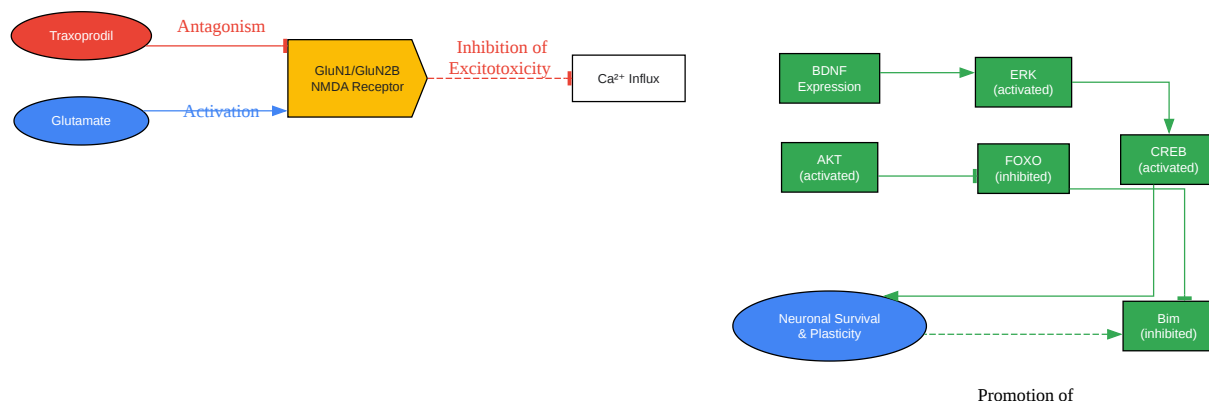 Traxoprodil
Antagonism
Glutamate
Activation
GluN1/GluN2B
NMDA Receptor
Inhibition of
Excitotoxicity
Ca²⁺ Influx
BDNF
Expression
ERK
(activated)
AKT
(activated)
FOXO
(inhibited)
CREB
(activated)
Neuronal Survival
& Plasticity
Bim
(inhibited)
Promotion of